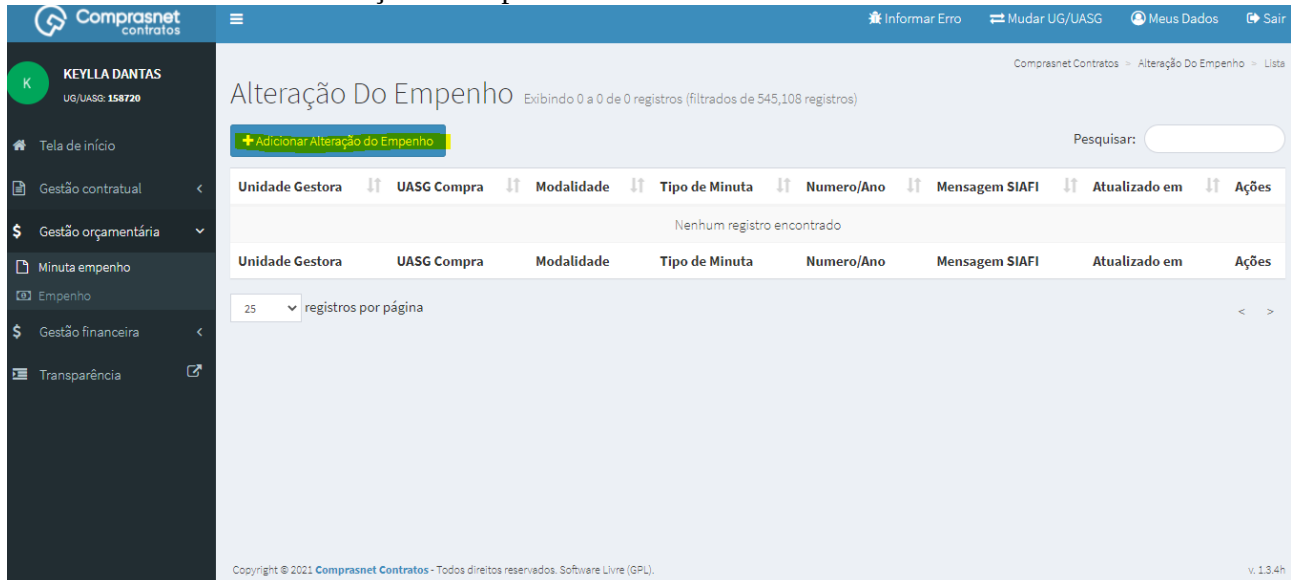 Comprasnet
contratos
Informar Erro
Mudar UG/UASG
Meus Dados
Sair
K
KEYLLA DANTAS
UG/UASG: 158720
Comprasnet Contratos > Alteração Do Empenho > Lista
Alteração Do Empenho Exibindo 0 a 0 de 0 registros (filtrados de 545,108 registros)
Tela de início
Gestão contratual
Gestão orçamentária
Minuta empenho
Empenho
Gestão financeira
Transparência
+ Adicionar Alteração do Empenho
Pesquisar:
Unidade Gestora UASG Compra Modalidade Tipo de Minuta Numero/Ano Mensagem SIAFI Atualizado em Ações
Nenhum registro encontrado
Unidade Gestora UASG Compra Modalidade Tipo de Minuta Numero/Ano Mensagem SIAFI Atualizado em Ações
25 registros por página < >
Copyright © 2021 Comprasnet Contratos - Todos direitos reservados. Software Livre (GPL). v. 1.3.4h